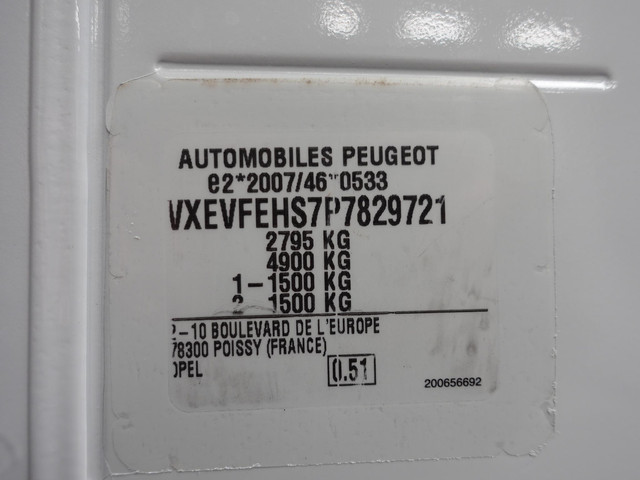 AUTOMOBILES PEUGEOT
e2*2007/46*0533
VXEVFEHS7P7829721
2795 KG
4900 KG
1-1500 KG
2-1500 KG
2-10 BOULEVARD DE L'EUROPE
78300 POISSY (FRANCE)
OPEL
0.51
200656692